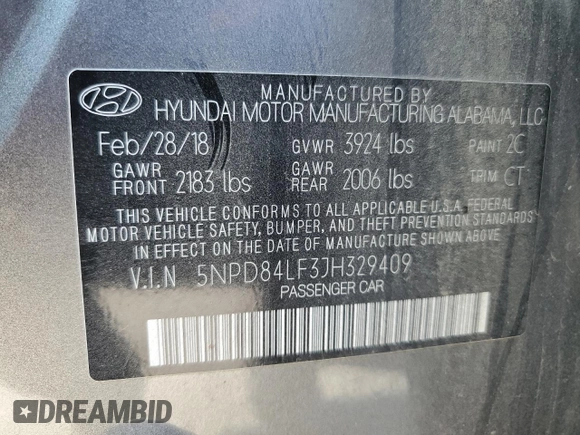 MANUFACTURED BY
HYUNDAI MOTOR MANUFACTURING ALABAMA, LLC
Feb/28/18 GVWR 3924 lbs PAINT 2C
GAWR FRONT 2183 lbs GAWR REAR 2006 lbs TRIM CT
THIS VEHICLE CONFORMS TO ALL APPLICABLE U.S.A. FEDERAL
MOTOR VEHICLE SAFETY, BUMPER, AND THEFT PREVENTION STANDARDS
IN EFFECT ON THE DATE OF MANUFACTURE SHOWN ABOVE.
V.I.N 5NPD84LF3JH329409
PASSENGER CAR
DREAMBID